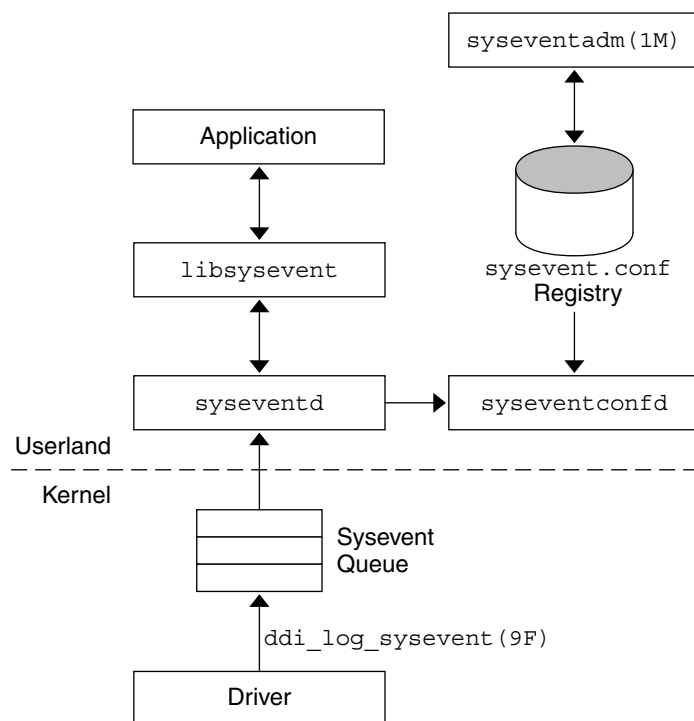 syseventadm(1M)
Application
libsysevent
sysevent.conf
Registry
syseventd
syseventconfd
Userland
Kernel
Sysevent
Queue
ddi_log_sysevent(9F)
Driver